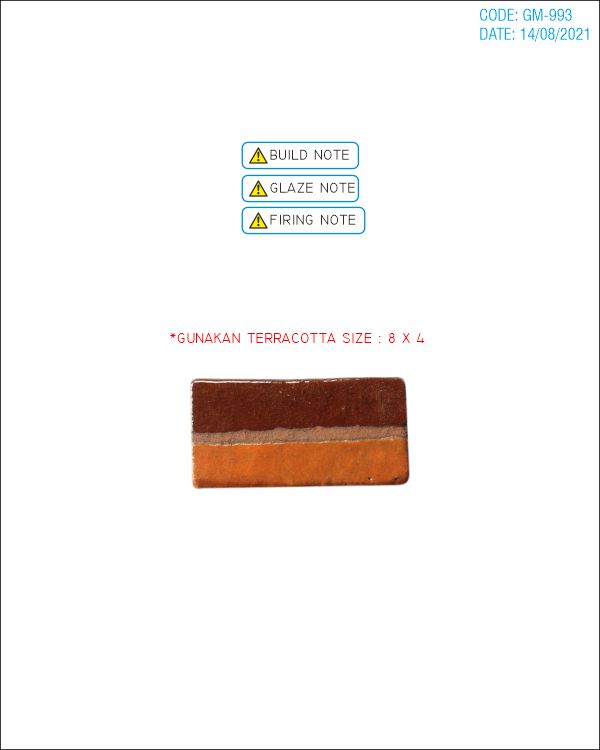 CODE: GM-993
DATE: 14/08/2021
BUILD NOTE
GLAZE NOTE
FIRING NOTE
*GUNAKAN TERRACOTTA SIZE : 8 X 4